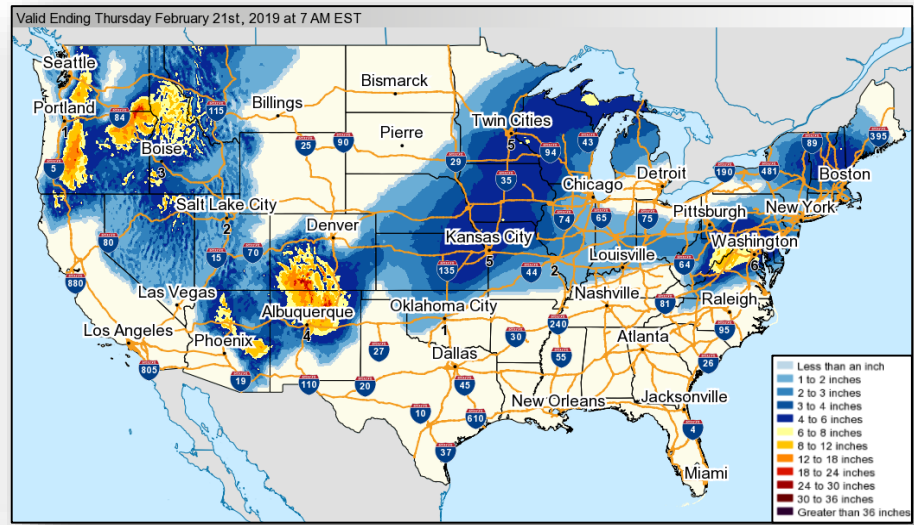 Valid Ending Thursday February 21st, 2019 at 7 AM EST
Seattle
4
Portland
1
84
115
Billings
Bismarck
Pierre
25
90
29
Twin Cities
5
94
43
35
Boise
3
5
Salt Lake City
2
80
15
70
Denver
Chicago
Detroit
190
481
89
395
Boston
74
65
75
Pittsburgh
New York
Kansas City
5
135
44
2
Louisville
64
Washington
6
880
Las Vegas
Albuquerque
4
Oklahoma City
1
Nashville
81
Raleigh
Los Angeles
Phoenix
805
19
110
27
20
Dallas
30
240
55
Atlanta
95
26
45
10
610
37
New Orleans
Jacksonville
4
Miami
Less than an inch
1 to 2 inches
2 to 3 inches
3 to 4 inches
4 to 6 inches
6 to 8 inches
8 to 12 inches
12 to 18 inches
18 to 24 inches
24 to 30 inches
30 to 36 inches
Greater than 36 inches